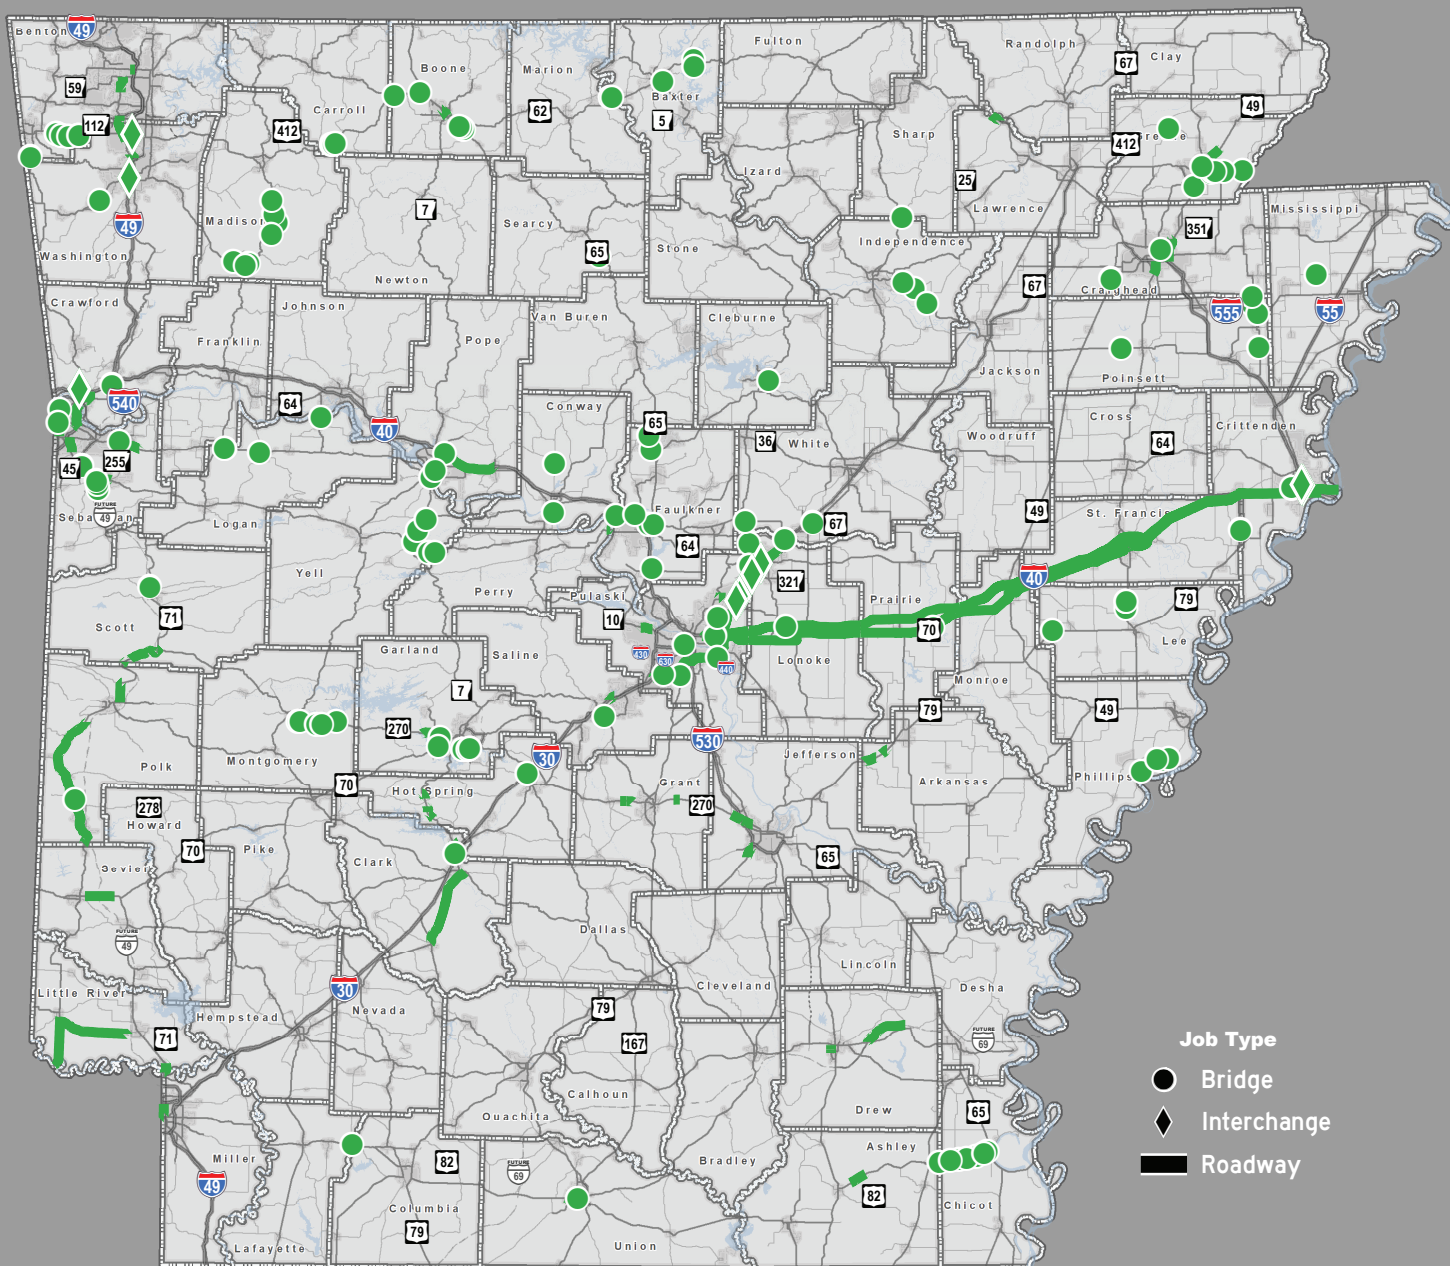 Benton
49
Fulton
Randolph
67
Clay
59
Boone
Marion
Baxter
49
Carroll
62
5
112
412
Sharp
412
Greene
Izard
25
Madison
7
Searcy
Lawrence
351
Mississippi
49
Independence
65
Stone
Washington
Newton
67
Craighead
Crawford
Johnson
Van Buren
Cleburne
555
55
Franklin
Pope
Jackson
Poinsett
540
64
Conway
40
65
36
White
Woodruff
Cross
64
Crittenden
45
255
FUTURE
49
Sebastian
Logan
Faulkner
67
49
St. Francis
64
Yell
321
40
Perry
Pulaski
Prairie
79
Scott
71
10
70
Lee
Garland
Saline
430
630
440
Lonoke
Monroe
7
79
49
270
530
Polk
Montgomery
30
Jefferson
Arkansas
Phillips
70
Hot Spring
Grant
270
278
Howard
70
Pike
Clark
65
Sevier
FUTURE
49
Dallas
Lincoln
Little River
30
Cleveland
Desha
Hempstead
Nevada
79
71
167
FUTURE
69
Job Type
Bridge
Calhoun
Ouachita
Drew
65
Interchange
Miller
82
FUTURE
69
Bradley
Ashley
Roadway
49
82
Chicot
Columbia
79
Lafayette
Union